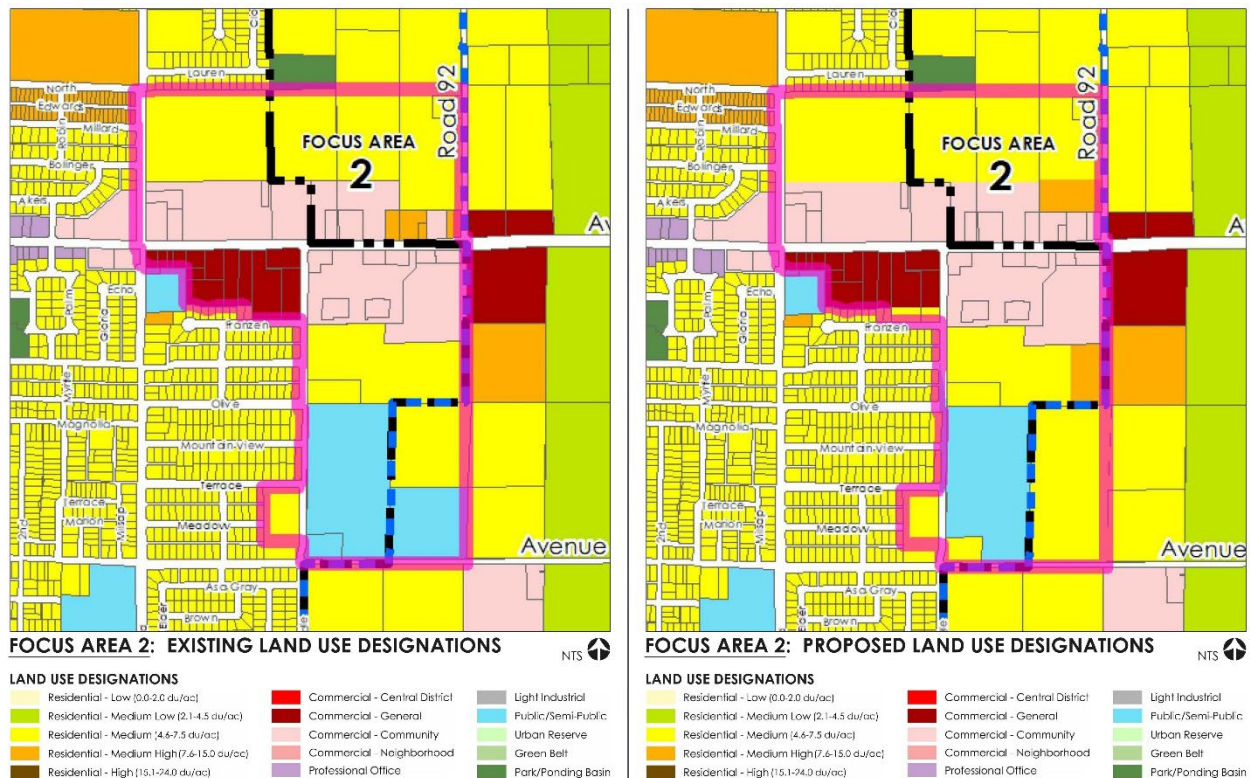 Lauren
North
Edwards
Millard
Robin
Bolinger
Akers
FOCUS AREA
2
Road 92
Av
Echo
Palm
Gloria
Franzen
Myrtle
Olive
Magnolia
Mountain View
Terrace
Terrace
Marion
Milsap
2nd
Meadow
Avenue
Asa Gray
Elder
Brown
FOCUS AREA 2: EXISTING LAND USE DESIGNATIONS
NTS
LAND USE DESIGNATIONS
Residential - Low (0.0-2.0 du/ac)
Residential - Medium Low (2.1-4.5 du/ac)
Residential - Medium (4.6-7.5 du/ac)
Residential - Medium High (7.6-15.0 du/ac)
Residential - High (15.1-24.0 du/ac)
Commercial - Central District
Commercial - General
Commercial - Community
Commercial - Neighborhood
Professional Office
Light Industrial
Public/Semi-Public
Urban Reserve
Green Belt
Park/Ponding Basin
Lauren
North
Edwards
Millard
Robin
Bolinger
Akers
FOCUS AREA
2
Road 92
A
Echo
Palm
Gloria
Franzen
Myrtle
Olive
Magnolia
Mountain View
Terrace
Terrace
Marion
Milsap
2nd
Meadow
Avenue
Asa Gray
Elder
Brown
FOCUS AREA 2: PROPOSED LAND USE DESIGNATIONS
NTS
LAND USE DESIGNATIONS
Residential - Low (0.0-2.0 du/ac)
Residential - Medium Low (2.1-4.5 du/ac)
Residential - Medium (4.6-7.5 du/ac)
Residential - Medium High (7.6-15.0 du/ac)
Residential - High (15.1-24.0 du/ac)
Commercial - Central District
Commercial - General
Commercial - Community
Commercial - Neighborhood
Professional Office
Light Industrial
Public/Semi-Public
Urban Reserve
Green Belt
Park/Ponding Basin